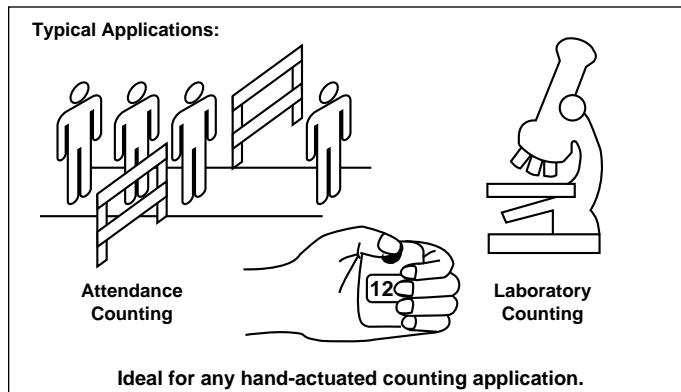 Typical Applications:
12
Attendance
Counting
Laboratory
Counting
Ideal for any hand-actuated counting application.